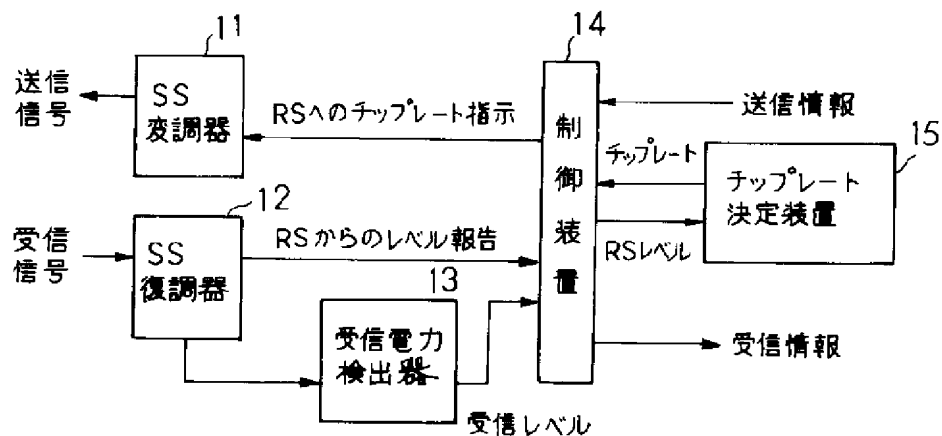 11
送信
信号
SS
変調器
RSへのチップレート指示
14
制御装置
送信情報
チップレート
15
チップレート
決定装置
12
受信
信号
SS
復調器
RSからのレベル報告
RSレベル
13
受信電力
検出器
受信レベル
受信情報